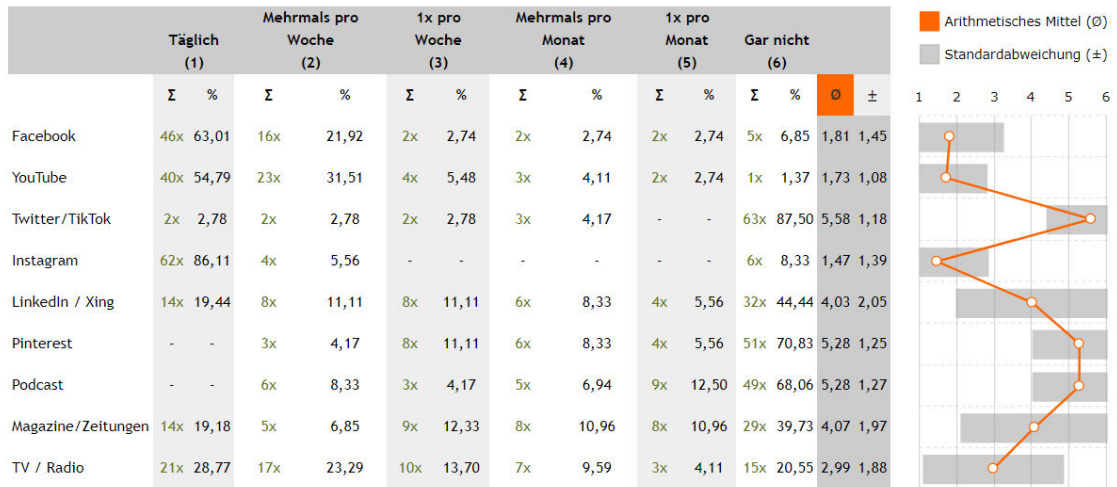 Mehrmals pro 1x pro Mehrmals pro 1x pro
Täglich Woche Woche Monat Monat Gar nicht
(1) (2) (3) (4) (5) (6)
Σ % Σ % Σ % Σ % Σ % Σ % Ø ±
Facebook 46x 63,01 16x 21,92 2x 2,74 2x 2,74 2x 2,74 5x 6,85 1,81 1,45
YouTube 40x 54,79 23x 31,51 4x 5,48 3x 4,11 2x 2,74 1x 1,37 1,73 1,08
Twitter/TikTok 2x 2,78 2x 2,78 2x 2,78 3x 4,17 - - 63x 87,50 5,58 1,18
Instagram 62x 86,11 4x 5,56 - - - - - - 6x 8,33 1,47 1,39
LinkedIn / Xing 14x 19,44 8x 11,11 8x 11,11 6x 8,33 4x 5,56 32x 44,44 4,03 2,05
Pinterest - - 3x 4,17 8x 11,11 6x 8,33 4x 5,56 51x 70,83 5,28 1,25
Podcast - - 6x 8,33 3x 4,17 5x 6,94 9x 12,50 49x 68,06 5,28 1,27
Magazine/Zeitungen 14x 19,18 5x 6,85 9x 12,33 8x 10,96 8x 10,96 29x 39,73 4,07 1,97
TV / Radio 21x 28,77 17x 23,29 10x 13,70 7x 9,59 3x 4,11 15x 20,55 2,99 1,88
Arithmetisches Mittel (Ø)
Standardabweichung (±)
1 2 3 4 5 6